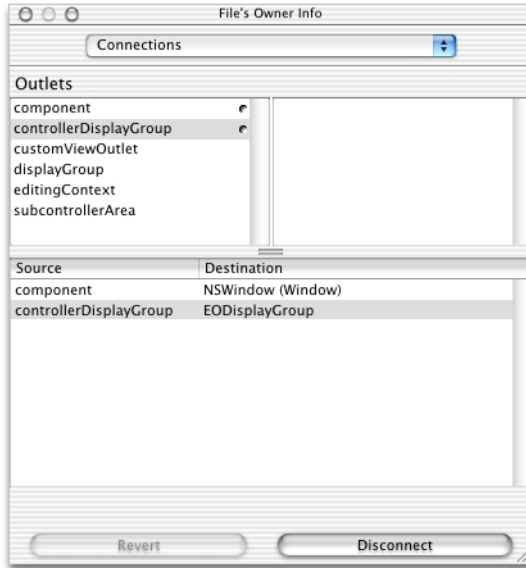 File's Owner Info
Connections
Outlets
component
controllerDisplayGroup
customViewOutlet
displayGroup
editingContext
subcontrollerArea
Source Destination
component NSWindow (Window)
controllerDisplayGroup EODisplayGroup
Revert Disconnect